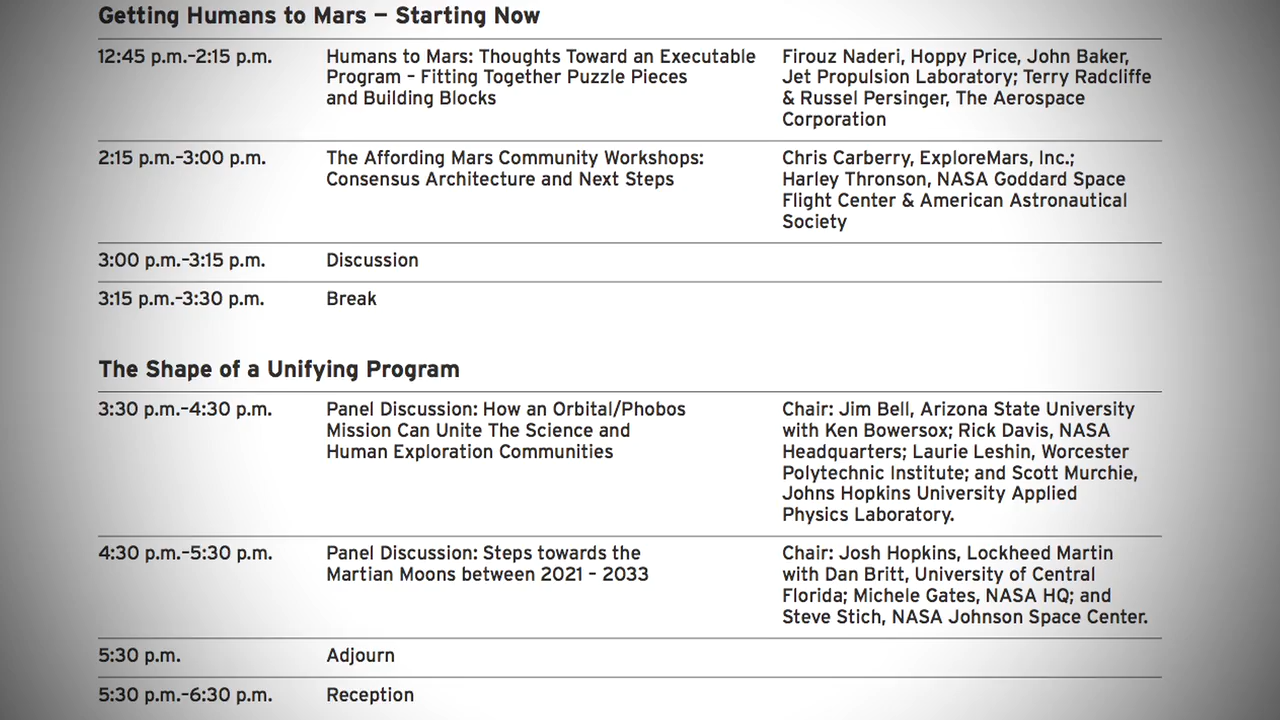 Getting Humans to Mars – Starting Now
12:45 p.m.–2:15 p.m.
Humans to Mars: Thoughts Toward an Executable
Program – Fitting Together Puzzle Pieces
and Building Blocks
Firouz Naderi, Hoppy Price, John Baker,
Jet Propulsion Laboratory; Terry Radcliffe
& Russel Persinger, The Aerospace
Corporation
2:15 p.m.–3:00 p.m.
The Affording Mars Community Workshops:
Consensus Architecture and Next Steps
Chris Carberry, ExploreMars, Inc.;
Harley Thronson, NASA Goddard Space
Flight Center & American Astronautical
Society
3:00 p.m.–3:15 p.m.
Discussion
3:15 p.m.–3:30 p.m.
Break
The Shape of a Unifying Program
3:30 p.m.–4:30 p.m.
Panel Discussion: How an Orbital/Phobos
Mission Can Unite The Science and
Human Exploration Communities
Chair: Jim Bell, Arizona State University
with Ken Bowersox; Rick Davis, NASA
Headquarters; Laurie Leshin, Worcester
Polytechnic Institute; and Scott Murchie,
Johns Hopkins University Applied
Physics Laboratory.
4:30 p.m.–5:30 p.m.
Panel Discussion: Steps towards the
Martian Moons between 2021 – 2033
Chair: Josh Hopkins, Lockheed Martin
with Dan Britt, University of Central
Florida; Michele Gates, NASA HQ; and
Steve Stich, NASA Johnson Space Center.
5:30 p.m.
Adjourn
5:30 p.m.–6:30 p.m.
Reception